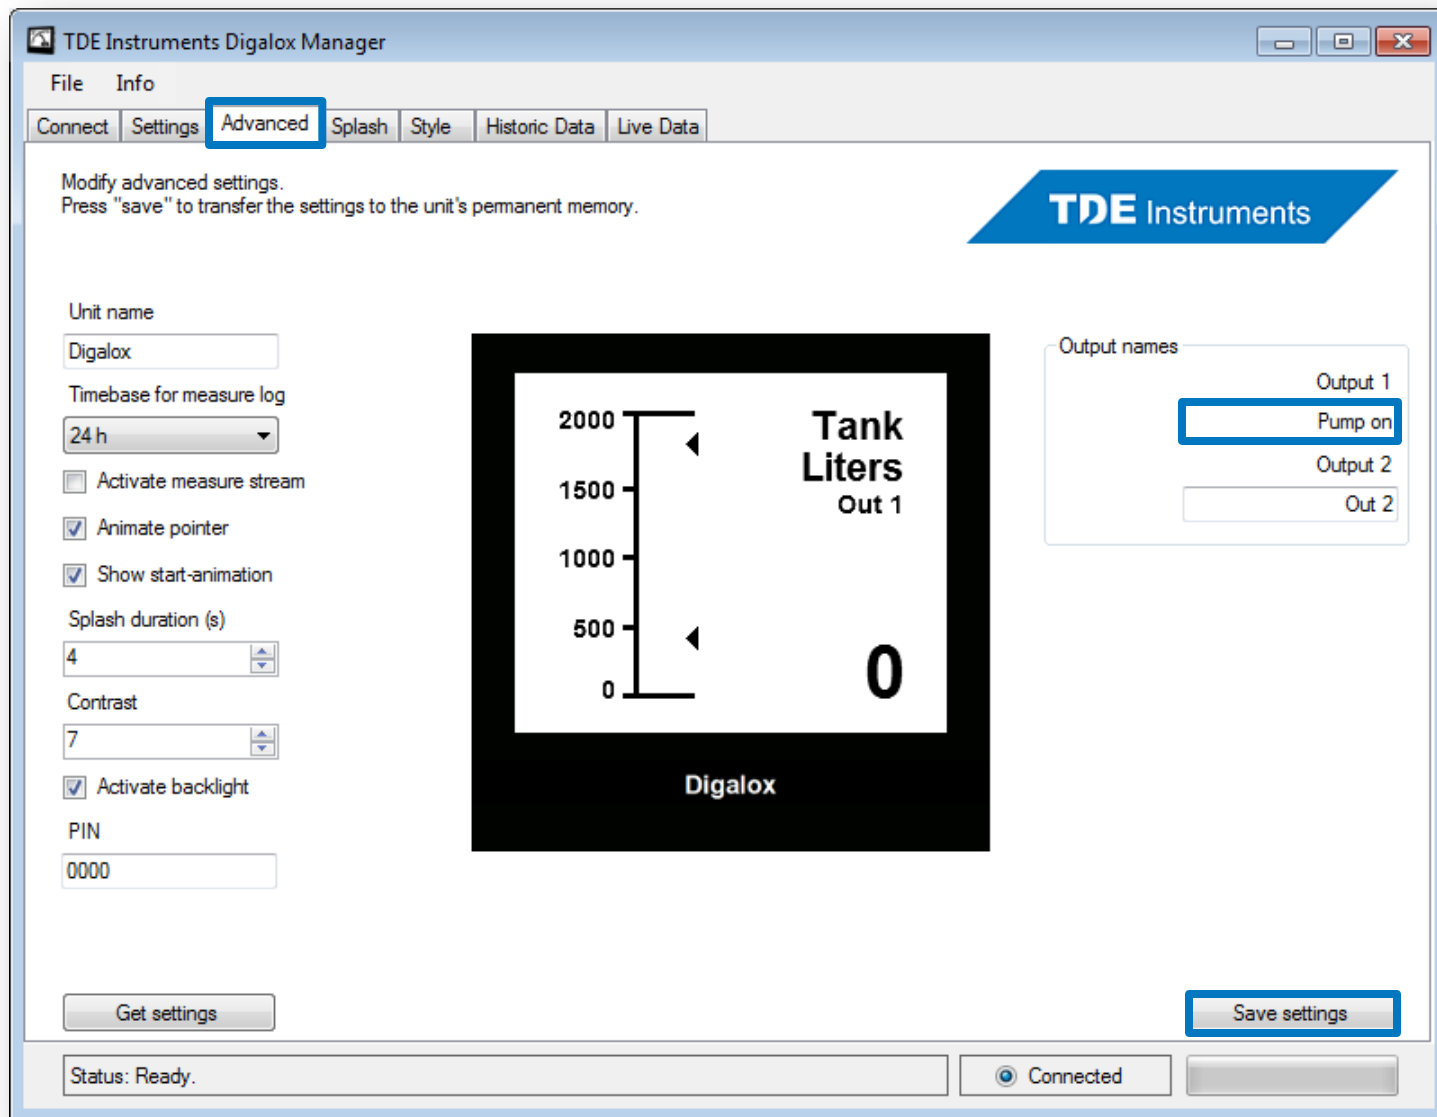 TDE Instruments Digalox Manager
File Info
Connect Settings Advanced Splash Style Historic Data Live Data
Modify advanced settings.
Press "save" to transfer the settings to the unit's permanent memory.
TDE Instruments
Unit name
Digalox
Timebase for measure log
24 h
Activate measure stream
Animate pointer
Show start-animation
Splash duration (s)
4
Contrast
7
Activate backlight
PIN
0000
2000
1500
1000
500
0
Tank
Liters
Out 1
0
Digalox
Output names
Output 1
Pump on
Output 2
Out 2
Get settings
Save settings
Status: Ready.
Connected